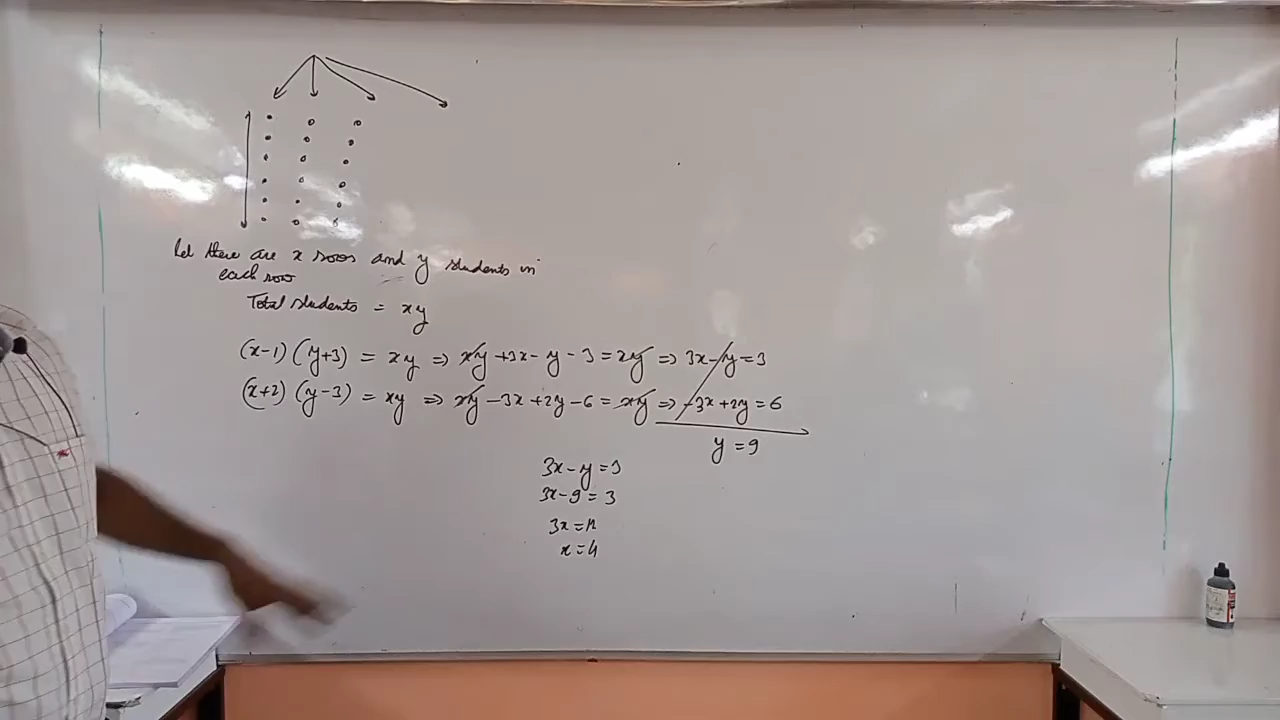 Let there are x rows and y students in
each row
Total students = xy
(x-1)(y+3) = xy ⇒ xy +3x - y - 3 = xy ⇒ 3x - y = 3
(x+2)(y-3) = xy ⇒ xy - 3x + 2y - 6 = xy ⇒ -3x + 2y = 6
y = 9
3x - y = 3
3x - 9 = 3
3x = 12
x = 4